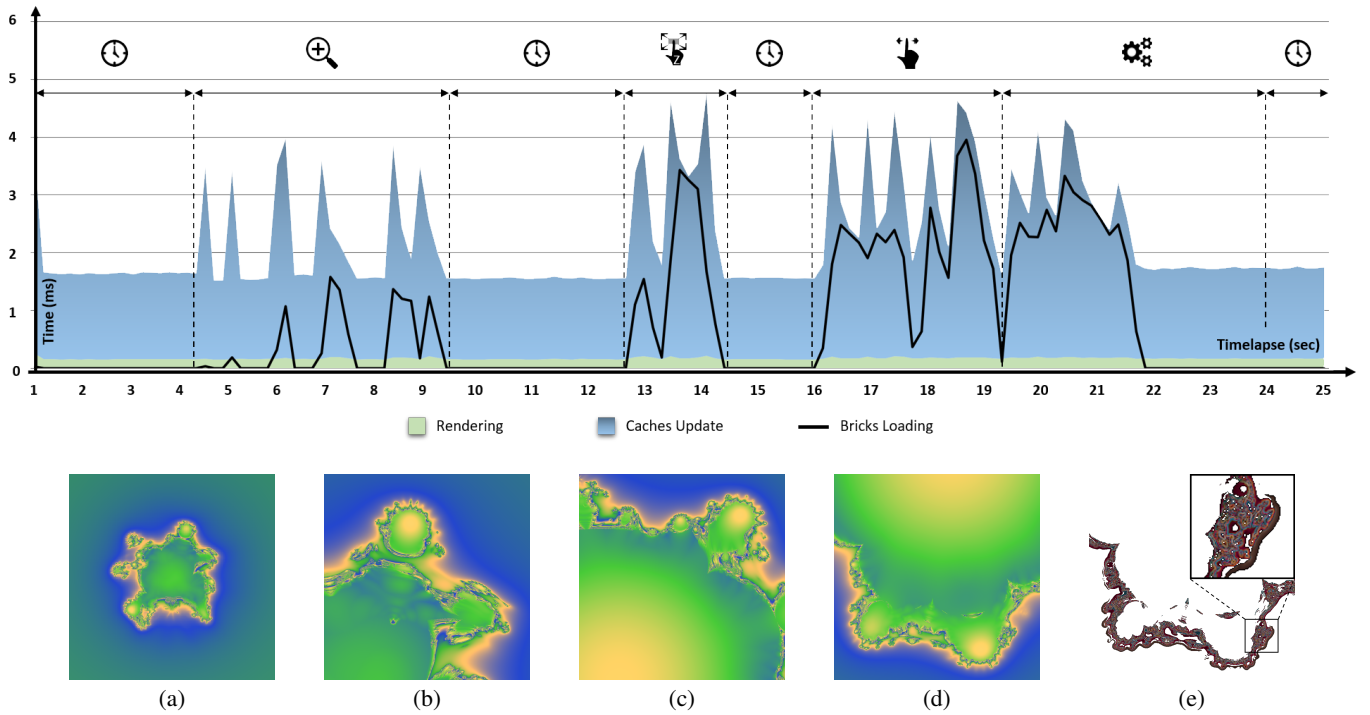 6
5
4
3
2
1
0
Time (ms)
Z
Timelapse (sec)
1 2 3 4 5 6 7 8 9 10 11 12 13 14 15 16 17 18 19 20 21 22 23 24 25
Rendering Caches Update Bricks Loading
(a) (b) (c) (d) (e)